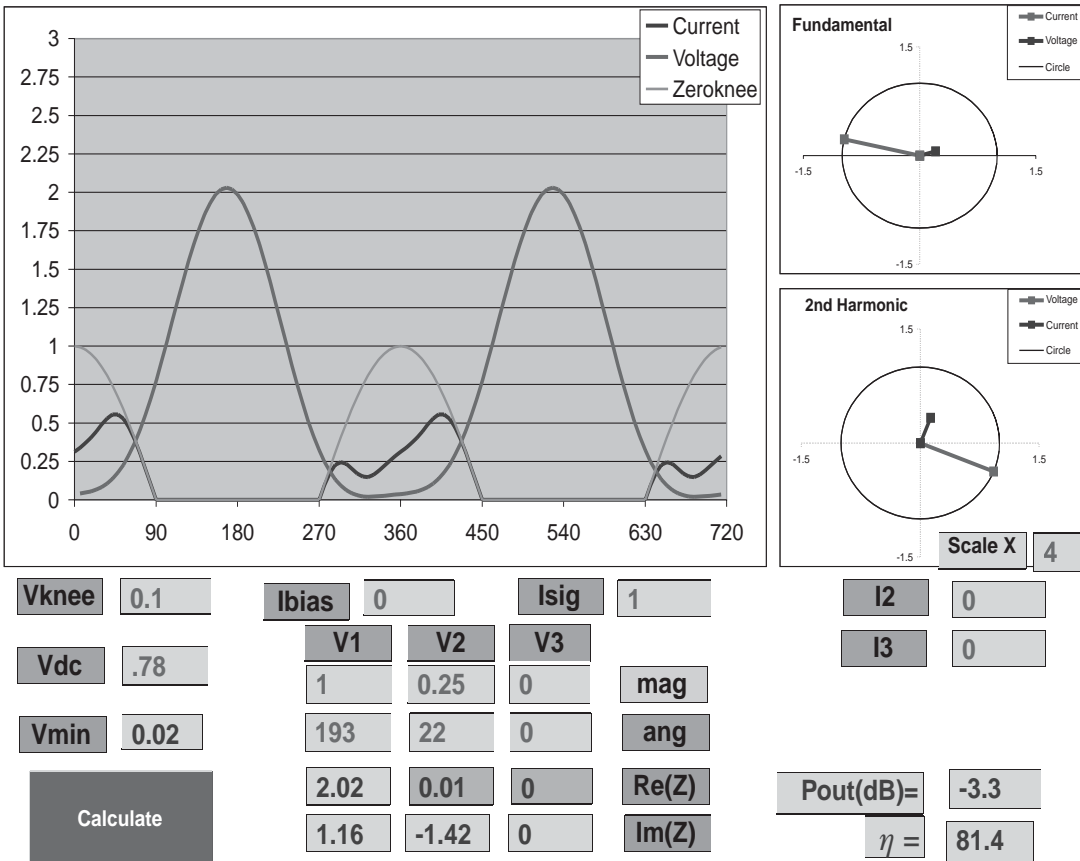 Current
Voltage
Zeroknee
3
2.75
2.5
2.25
2
1.75
1.5
1.25
1
0.75
0.5
0.25
0
0 90 180 270 360 450 540 630 720
Fundamental
Current
Voltage
Circle
1.5
-1.5 1.5
-1.5
2nd Harmonic
Voltage
Current
Circle
1.5
-1.5 1.5
-1.5
Scale X 4
Vknee 0.1 Ibias 0 Isig 1 I2 0
V1 V2 V3 I3 0
Vdc .78
1 0.25 0 mag
Vmin 0.02 193 22 0 ang
2.02 0.01 0 Re(Z) Pout(dB)= -3.3
Calculate
1.16 -1.42 0 Im(Z) η = 81.4